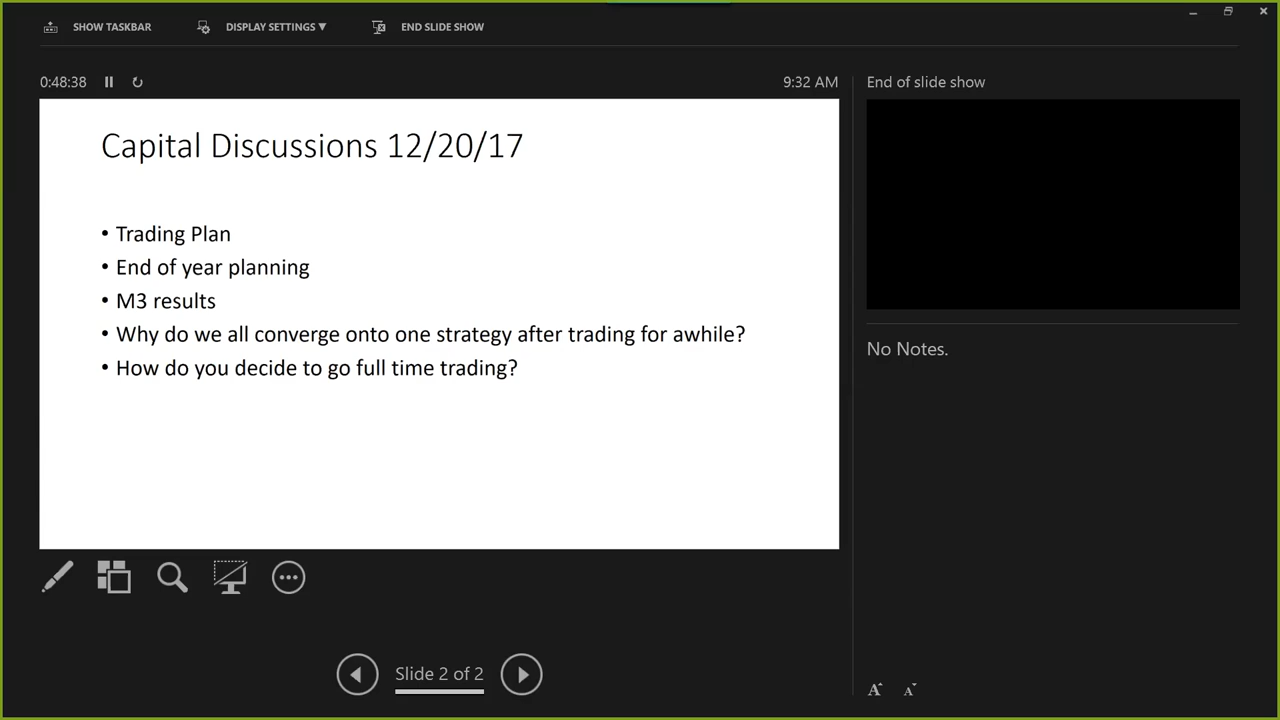 SHOW TASKBAR
DISPLAY SETTINGS ▼
END SLIDE SHOW
0:48:38
9:32 AM
End of slide show
Capital Discussions 12/20/17
• Trading Plan
• End of year planning
• M3 results
• Why do we all converge onto one strategy after trading for awhile?
• How do you decide to go full time trading?
No Notes.
Slide 2 of 2
A A